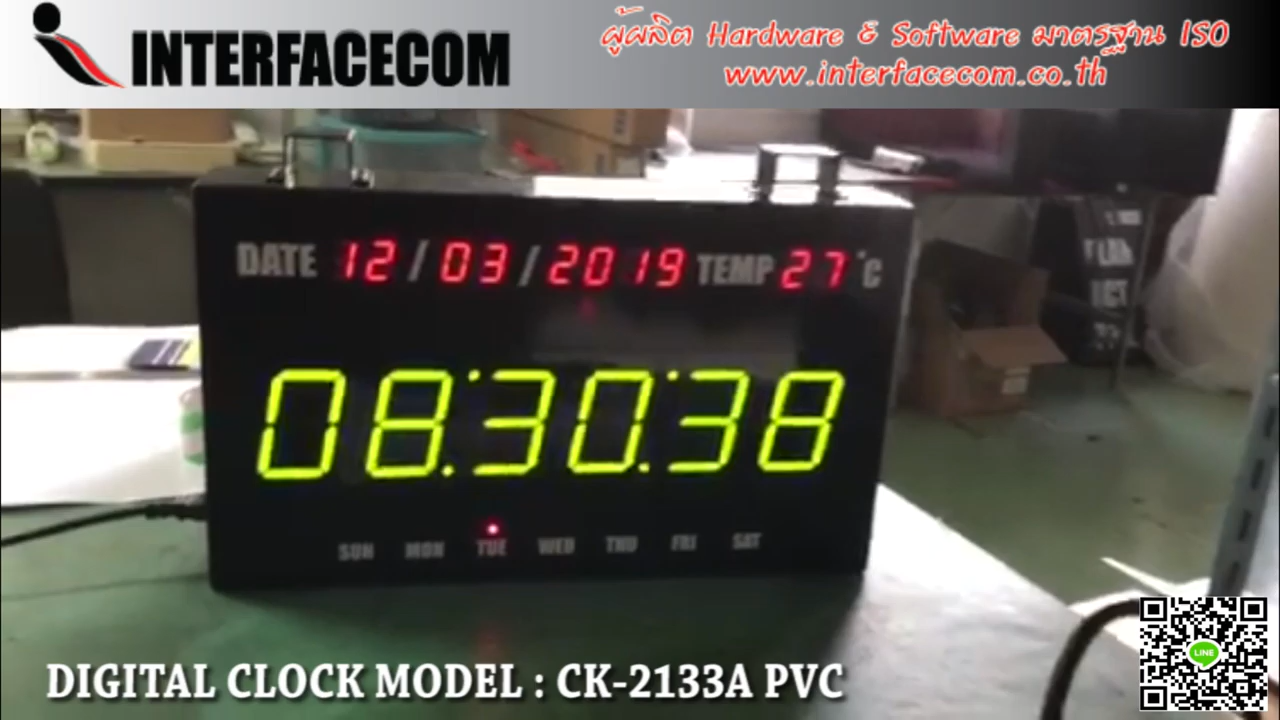 INTERFACECOM
ผู้ผลิต Hardware & Software มาตรฐาน ISO
www.interfacecom.co.th
DATE 12/03/2019 TEMP 27°C
08:30:38
SUN MON TUE WED THU FRI SAT
DIGITAL CLOCK MODEL : CK-2133A PVC
LINE